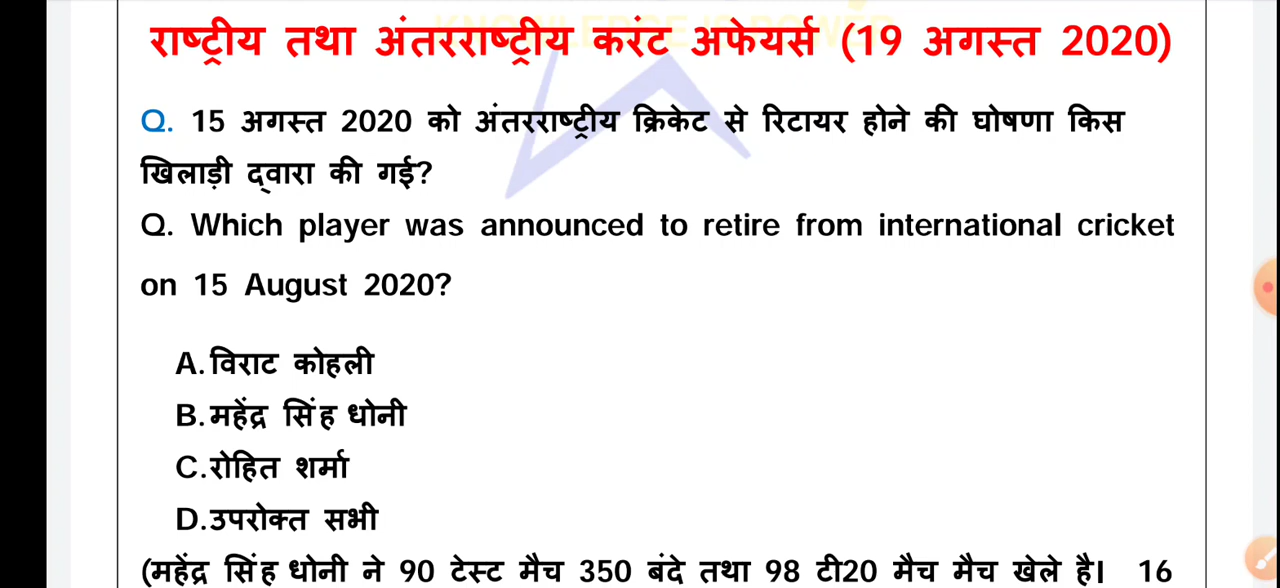 राष्ट्रीय तथा अंतरराष्ट्रीय करंट अफेयर्स (19 अगस्त 2020)
Q. 15 अगस्त 2020 को अंतरराष्ट्रीय क्रिकेट से रिटायर होने की घोषणा किस
खिलाड़ी द्वारा की गई?
Q. Which player was announced to retire from international cricket
on 15 August 2020?
A. विराट कोहली
B. महेंद्र सिंह धोनी
C. रोहित शर्मा
D. उपरोक्त सभी
(महेंद्र सिंह धोनी ने 90 टेस्ट मैच 350 बंदे तथा 98 टी20 मैच मैच खेले है। 16